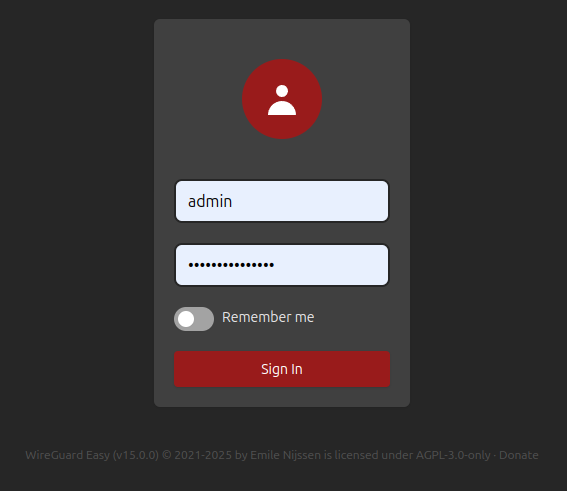 admin
•••••••••••••••
Remember me
Sign In
WireGuard Easy (v15.0.0) © 2021-2025 by Emile Nijssen is licensed under AGPL-3.0-only · Donate